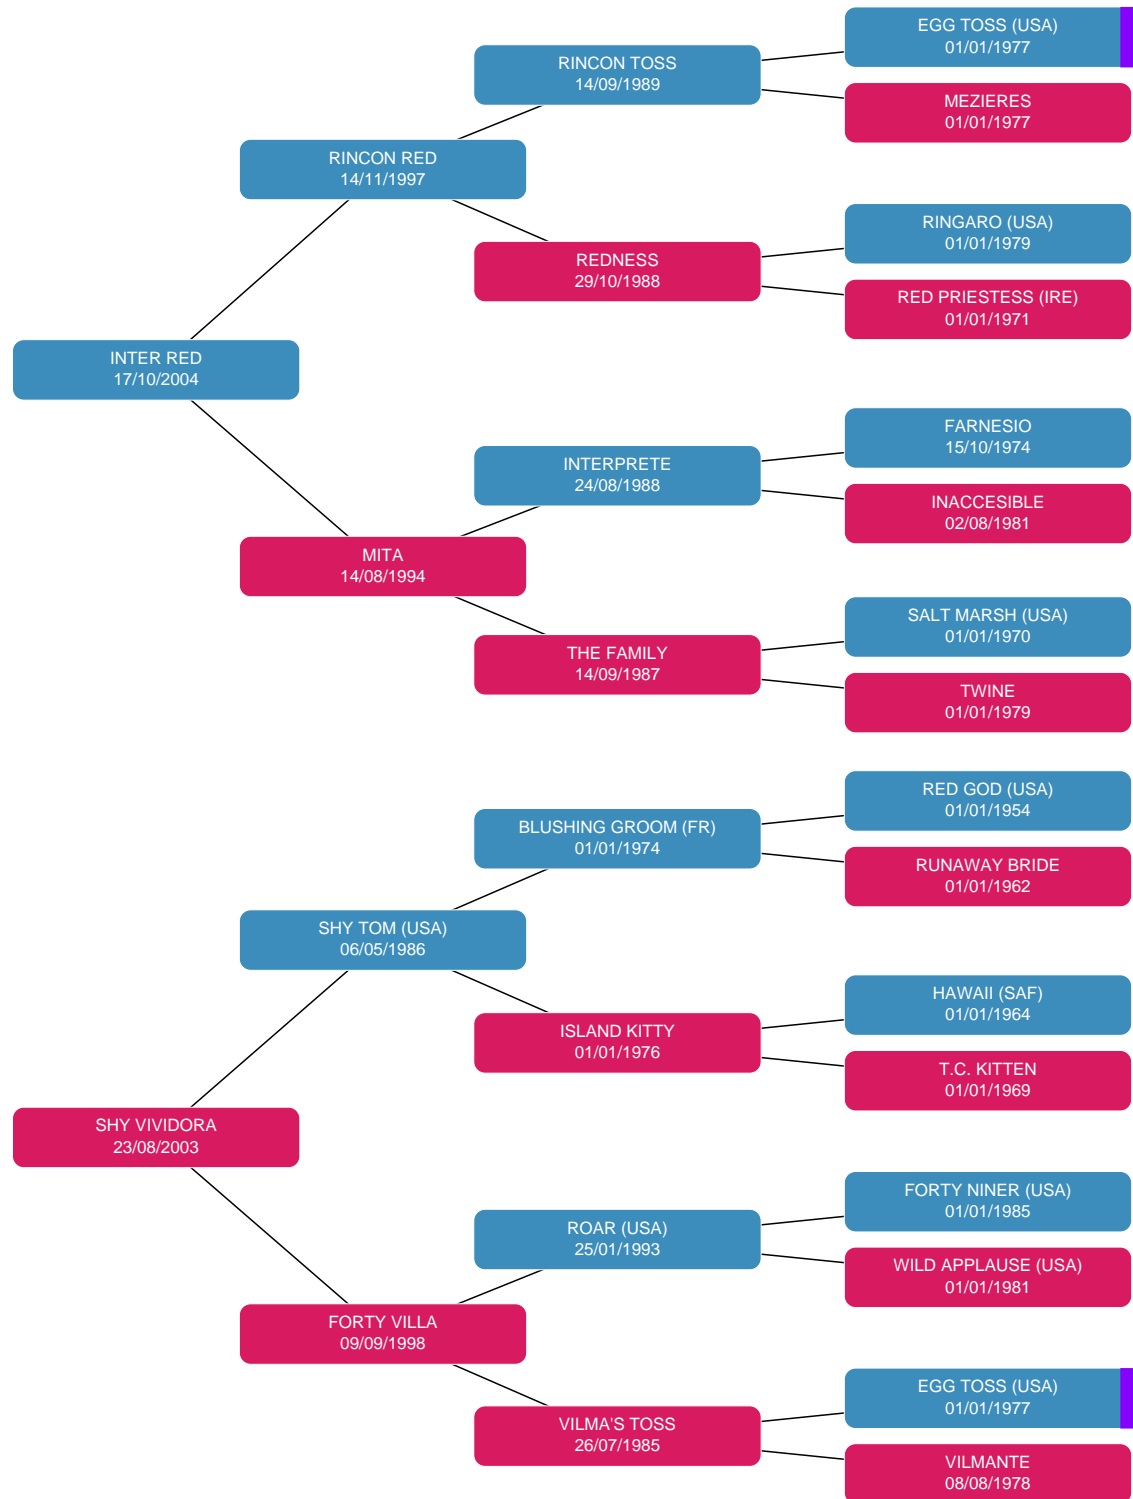 EGG TOSS (USA)
01/01/1977
RINCON TOSS
14/09/1989
MEZIERES
01/01/1977
RINCON RED
14/11/1997
RINGARO (USA)
01/01/1979
REDNESS
29/10/1988
RED PRIESTESS (IRE)
01/01/1971
INTER RED
17/10/2004
FARNESIO
15/10/1974
INTERPRETE
24/08/1988
INACCESIBLE
02/08/1981
MITA
14/08/1994
SALT MARSH (USA)
01/01/1970
THE FAMILY
14/09/1987
TWINE
01/01/1979
RED GOD (USA)
01/01/1954
BLUSHING GROOM (FR)
01/01/1974
RUNAWAY BRIDE
01/01/1962
SHY TOM (USA)
06/05/1986
HAWAII (SAF)
01/01/1964
ISLAND KITTY
01/01/1976
T.C. KITTEN
01/01/1969
SHY VIVIDORA
23/08/2003
FORTY NINER (USA)
01/01/1985
ROAR (USA)
25/01/1993
WILD APPLAUSE (USA)
01/01/1981
FORTY VILLA
09/09/1998
EGG TOSS (USA)
01/01/1977
VILMA'S TOSS
26/07/1985
VILMANTE
08/08/1978